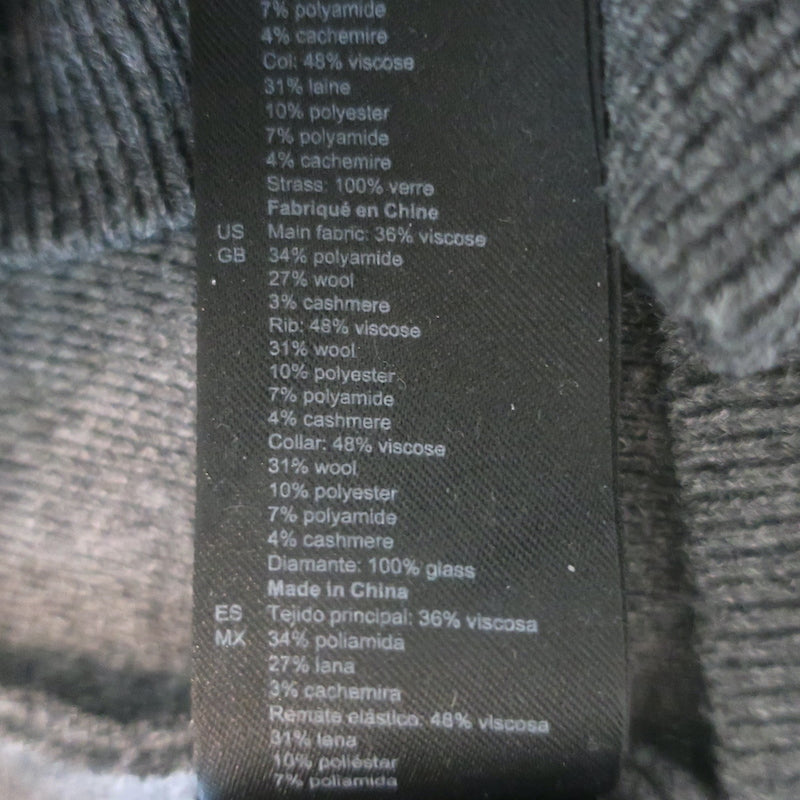 7% polyamide
4% cachemire
Col: 48% viscose
31% laine
10% polyester
7% polyamide
4% cachemire
Strass: 100% verre
Fabriqué en Chine
US Main fabric: 36% viscose
GB 34% polyamide
27% wool
3% cashmere
Rib: 48% viscose
31% wool
10% polyester
7% polyamide
4% cashmere
Collar: 48% viscose
31% wool
10% polyester
7% polyamide
4% cashmere
Diamante: 100% glass
Made in China
ES Tejido principal: 36% viscosa
MX 34% poliamida
27% lana
3% cachemira
Remate elástico: 48% viscosa
31% lana
10% poliéster
7% poliamida